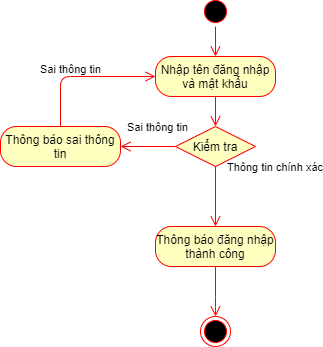 Sai thông tin
Nhập tên đăng nhập
và mật khẩu
Sai thông tin
Thông báo sai thông
tin
Kiểm tra
Thông tin chính xác
Thông báo đăng nhập
thành công